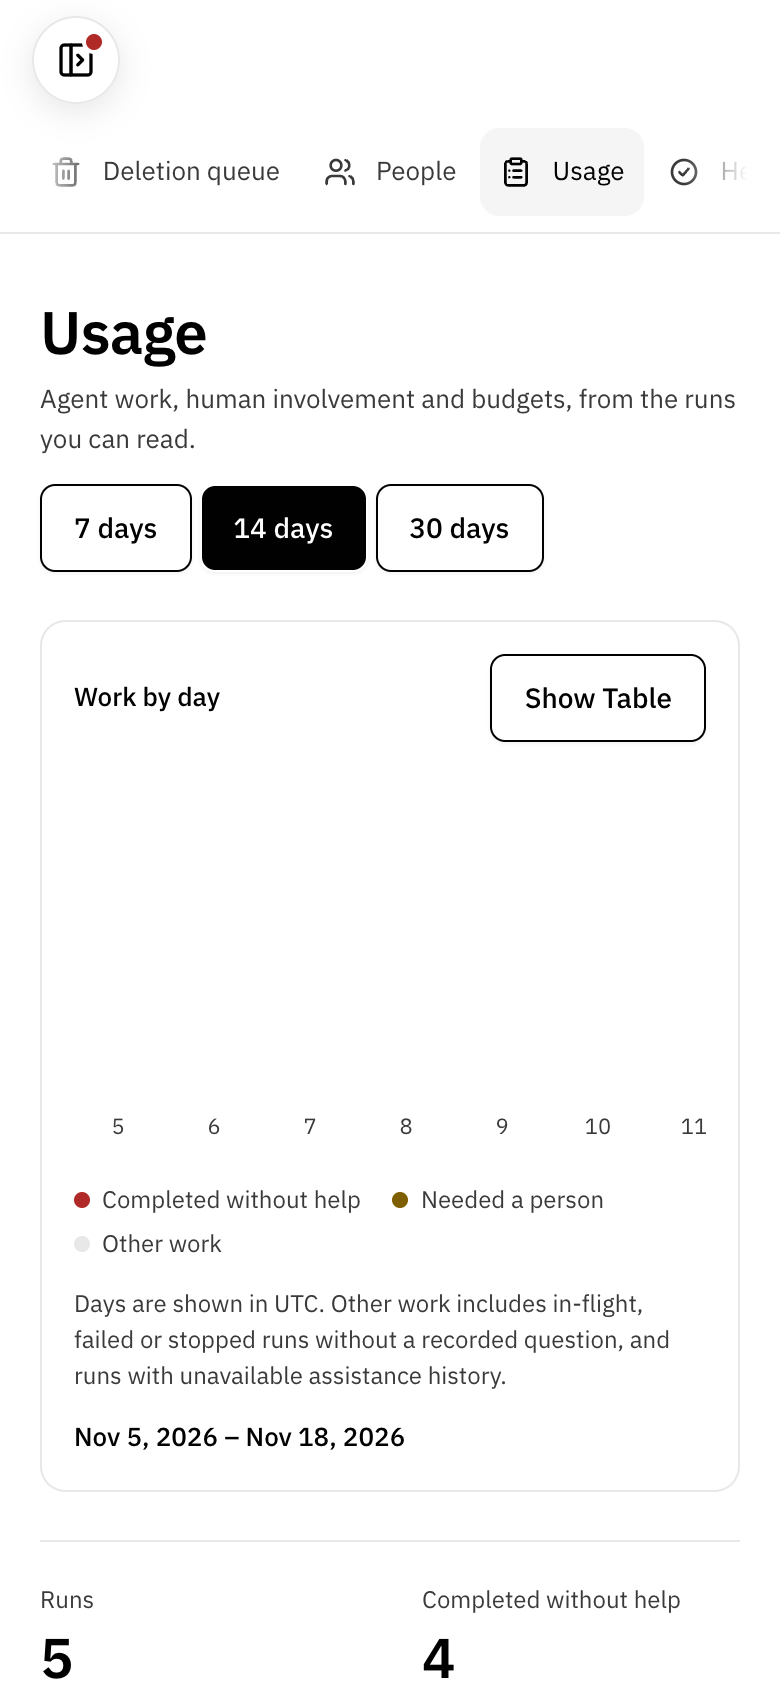 Deletion queue
People
Usage
Usage
Agent work, human involvement and budgets, from the runs
you can read.
7 days
14 days
30 days
Work by day
Show Table
5 6 7 8 9 10 11
Completed without help
Needed a person
Other work
Days are shown in UTC. Other work includes in-flight,
failed or stopped runs without a recorded question, and
runs with unavailable assistance history.
Nov 5, 2026 – Nov 18, 2026
Runs
Completed without help
5
4